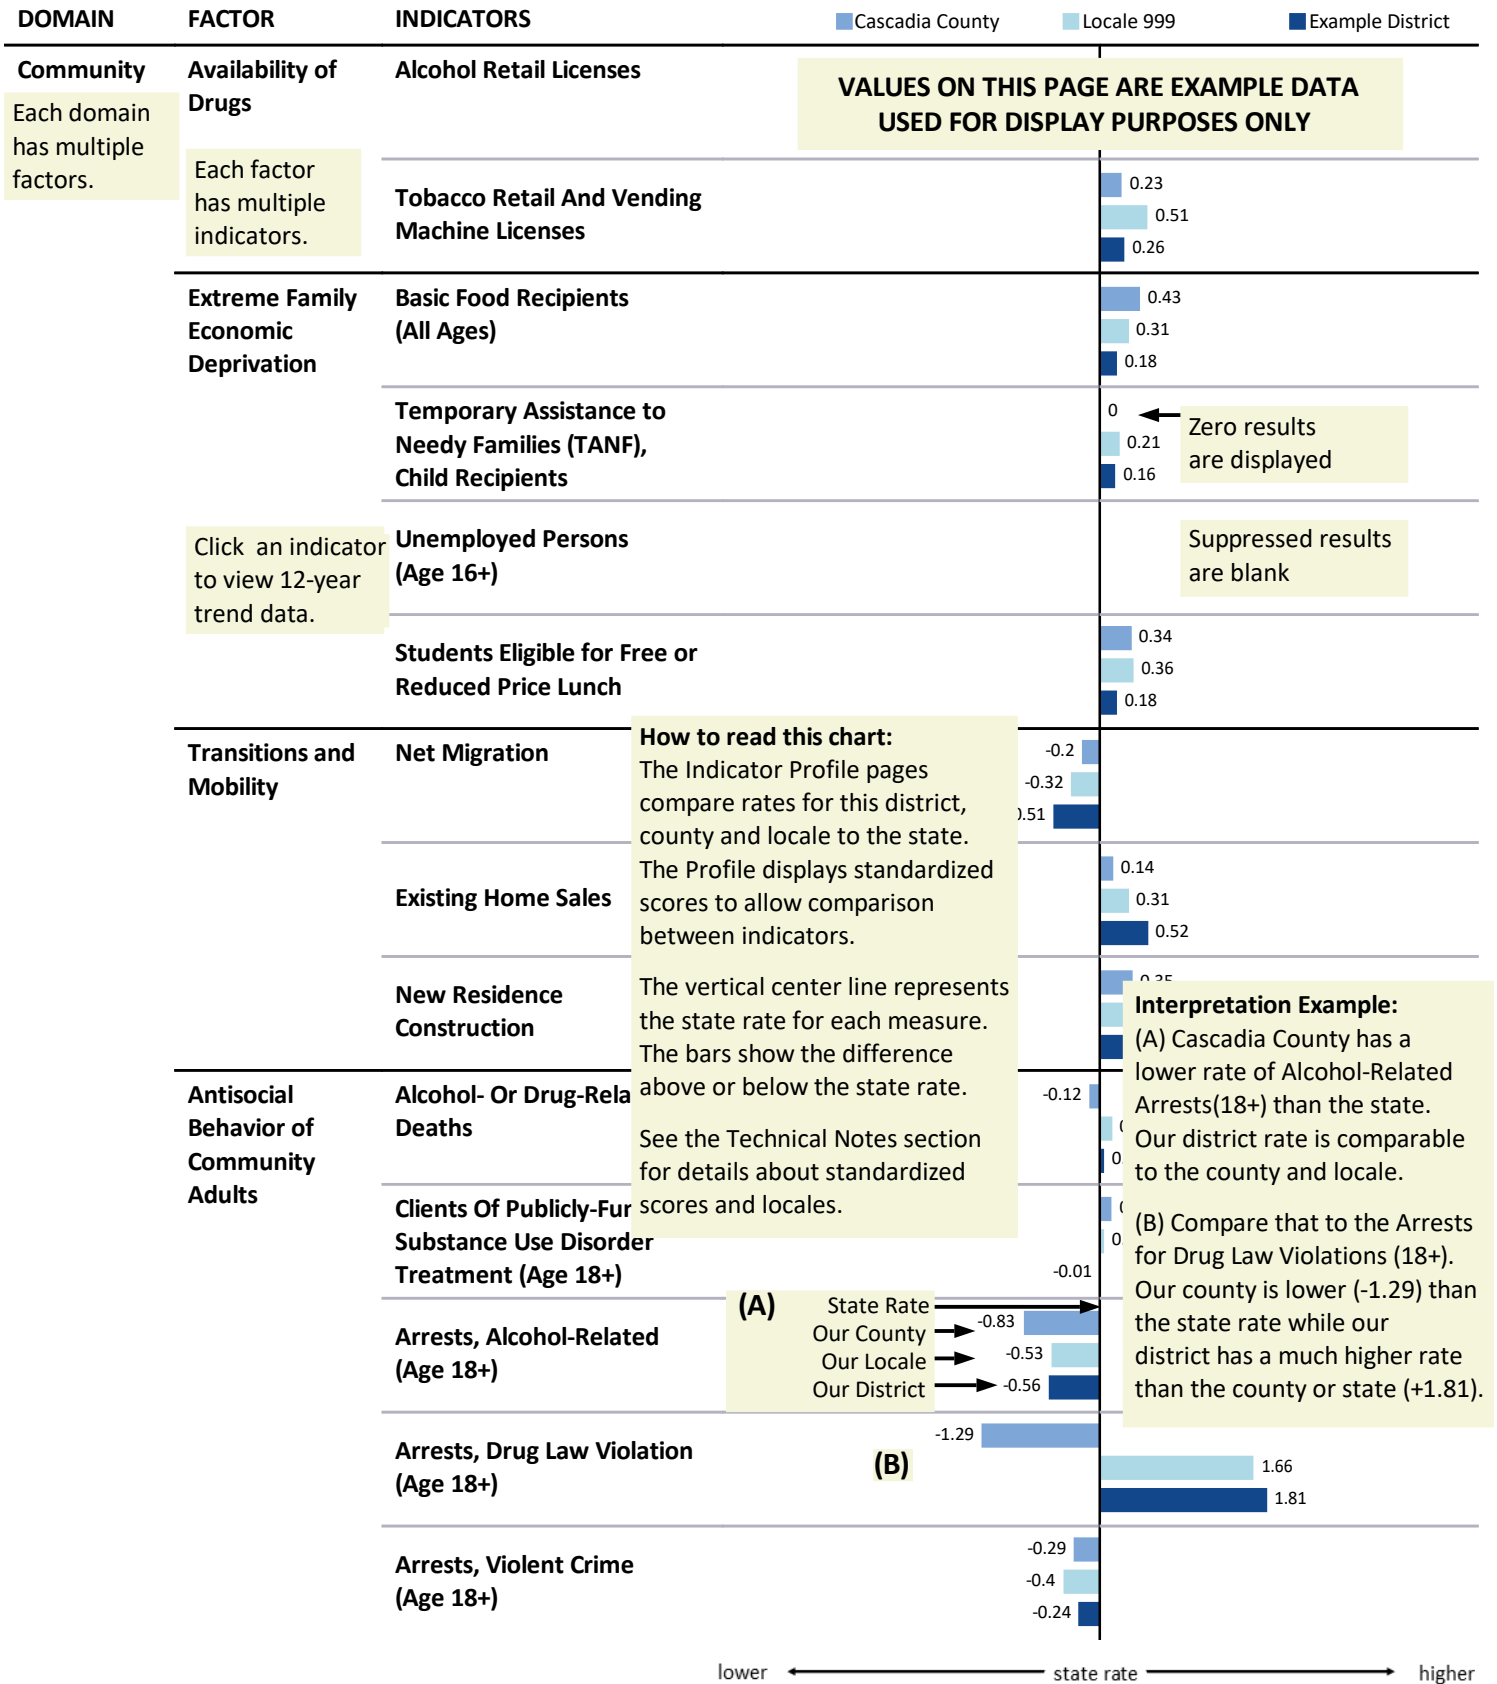 DOMAIN FACTOR INDICATORS Cascadia County Locale 999 Example District
Community
Each domain
has multiple
factors.
Availability of
Drugs
Each factor
has multiple
indicators.
Alcohol Retail Licenses
VALUES ON THIS PAGE ARE EXAMPLE DATA
USED FOR DISPLAY PURPOSES ONLY
Tobacco Retail And Vending
Machine Licenses
0.23
0.51
0.26
Extreme Family
Economic
Deprivation
Basic Food Recipients
(All Ages)
0.43
0.31
0.18
Temporary Assistance to
Needy Families (TANF),
Child Recipients
0
0.21
0.16
Zero results
are displayed
Click an indicator
to view 12-year
trend data.
Unemployed Persons
(Age 16+)
Suppressed results
are blank
Students Eligible for Free or
Reduced Price Lunch
0.34
0.36
0.18
Transitions and
Mobility
Net Migration
-0.2
-0.32
.51
How to read this chart:
The Indicator Profile pages
compare rates for this district,
county and locale to the state.
The Profile displays standardized
scores to allow comparison
between indicators.
The vertical center line represents
the state rate for each measure.
The bars show the difference
above or below the state rate.
See the Technical Notes section
for details about standardized
scores and locales.
Existing Home Sales
0.14
0.31
0.52
New Residence
Construction
Interpretation Example:
(A) Cascadia County has a
lower rate of Alcohol-Related
Arrests(18+) than the state.
Our district rate is comparable
to the county and locale.
(B) Compare that to the Arrests
for Drug Law Violations (18+).
Our county is lower (-1.29) than
the state rate while our
district has a much higher rate
than the county or state (+1.81).
Antisocial
Behavior of
Community
Adults
Alcohol- Or Drug-Rela
Deaths
-0.12
0.
Clients Of Publicly-Fun
Substance Use Disorder
Treatment (Age 18+)
0.
-0.01
Arrests, Alcohol-Related
(Age 18+)
(A)
State Rate
Our County
Our Locale
Our District
-0.83
-0.53
-0.56
Arrests, Drug Law Violation
(Age 18+)
(B)
-1.29
1.66
1.81
Arrests, Violent Crime
(Age 18+)
-0.29
-0.4
-0.24
lower state rate higher